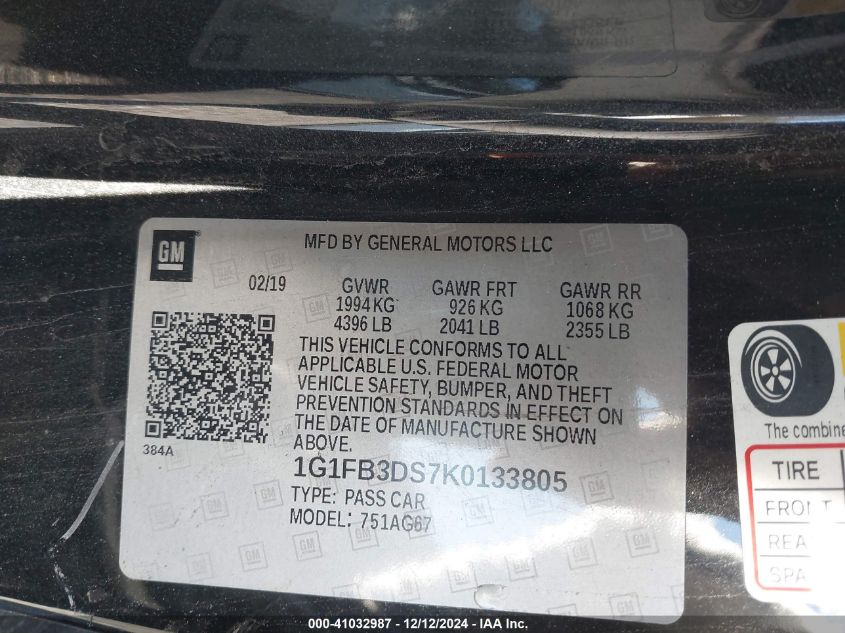 MFD BY GENERAL MOTORS LLC
GM
02/19 GVWR GAWR FRT GAWR RR
1994 KG 926 KG 1068 KG
4396 LB 2041 LB 2355 LB
THIS VEHICLE CONFORMS TO ALL
APPLICABLE U.S. FEDERAL MOTOR
VEHICLE SAFETY, BUMPER, AND THEFT
PREVENTION STANDARDS IN EFFECT ON
THE DATE OF MANUFACTURE SHOWN
ABOVE.
384A
1G1FB3DS7K0133805
TYPE: PASS CAR
MODEL: 751AG67
The combine
TIRE
FRONT
REA
SPA
000-41032987 - 12/12/2024 - IAA Inc.